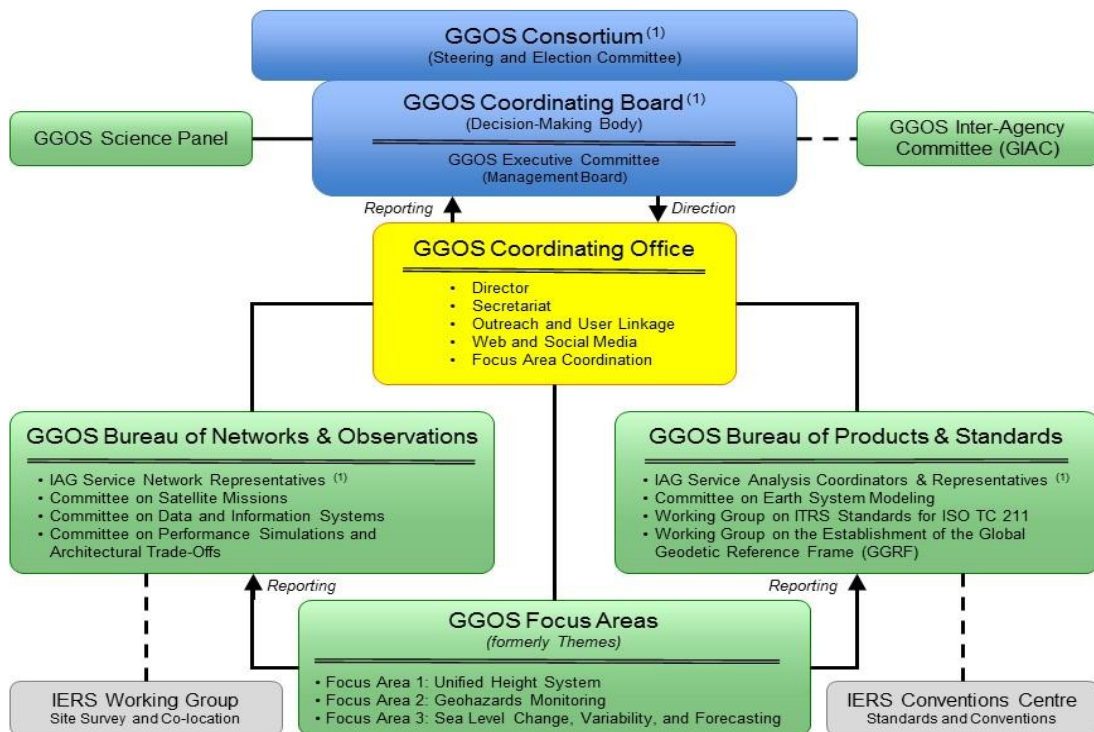 GGOS Consortium (1)
(Steering and Election Committee)
GGOS Coordinating Board (1)
(Decision-Making Body)
GGOS Executive Committee
(Management Board)
GGOS Science Panel
GGOS Inter-Agency
Committee (GIAC)
Reporting
Direction
GGOS Coordinating Office
• Director
• Secretariat
• Outreach and User Linkage
• Web and Social Media
• Focus Area Coordination
GGOS Bureau of Networks & Observations
• IAG Service Network Representatives (1)
• Committee on Satellite Missions
• Committee on Data and Information Systems
• Committee on Performance Simulations and
Architectural Trade-Offs
GGOS Bureau of Products & Standards
• IAG Service Analysis Coordinators & Representatives (1)
• Committee on Earth System Modeling
• Working Group on ITRS Standards for ISO TC 211
• Working Group on the Establishment of the Global
Geodetic Reference Frame (GGRF)
Reporting
Reporting
GGOS Focus Areas
(formerly Themes)
• Focus Area 1: Unified Height System
• Focus Area 2: Geohazards Monitoring
• Focus Area 3: Sea Level Change, Variability, and Forecasting
IERS Working Group
Site Survey and Co-location
IERS Conventions Centre
Standards and Conventions